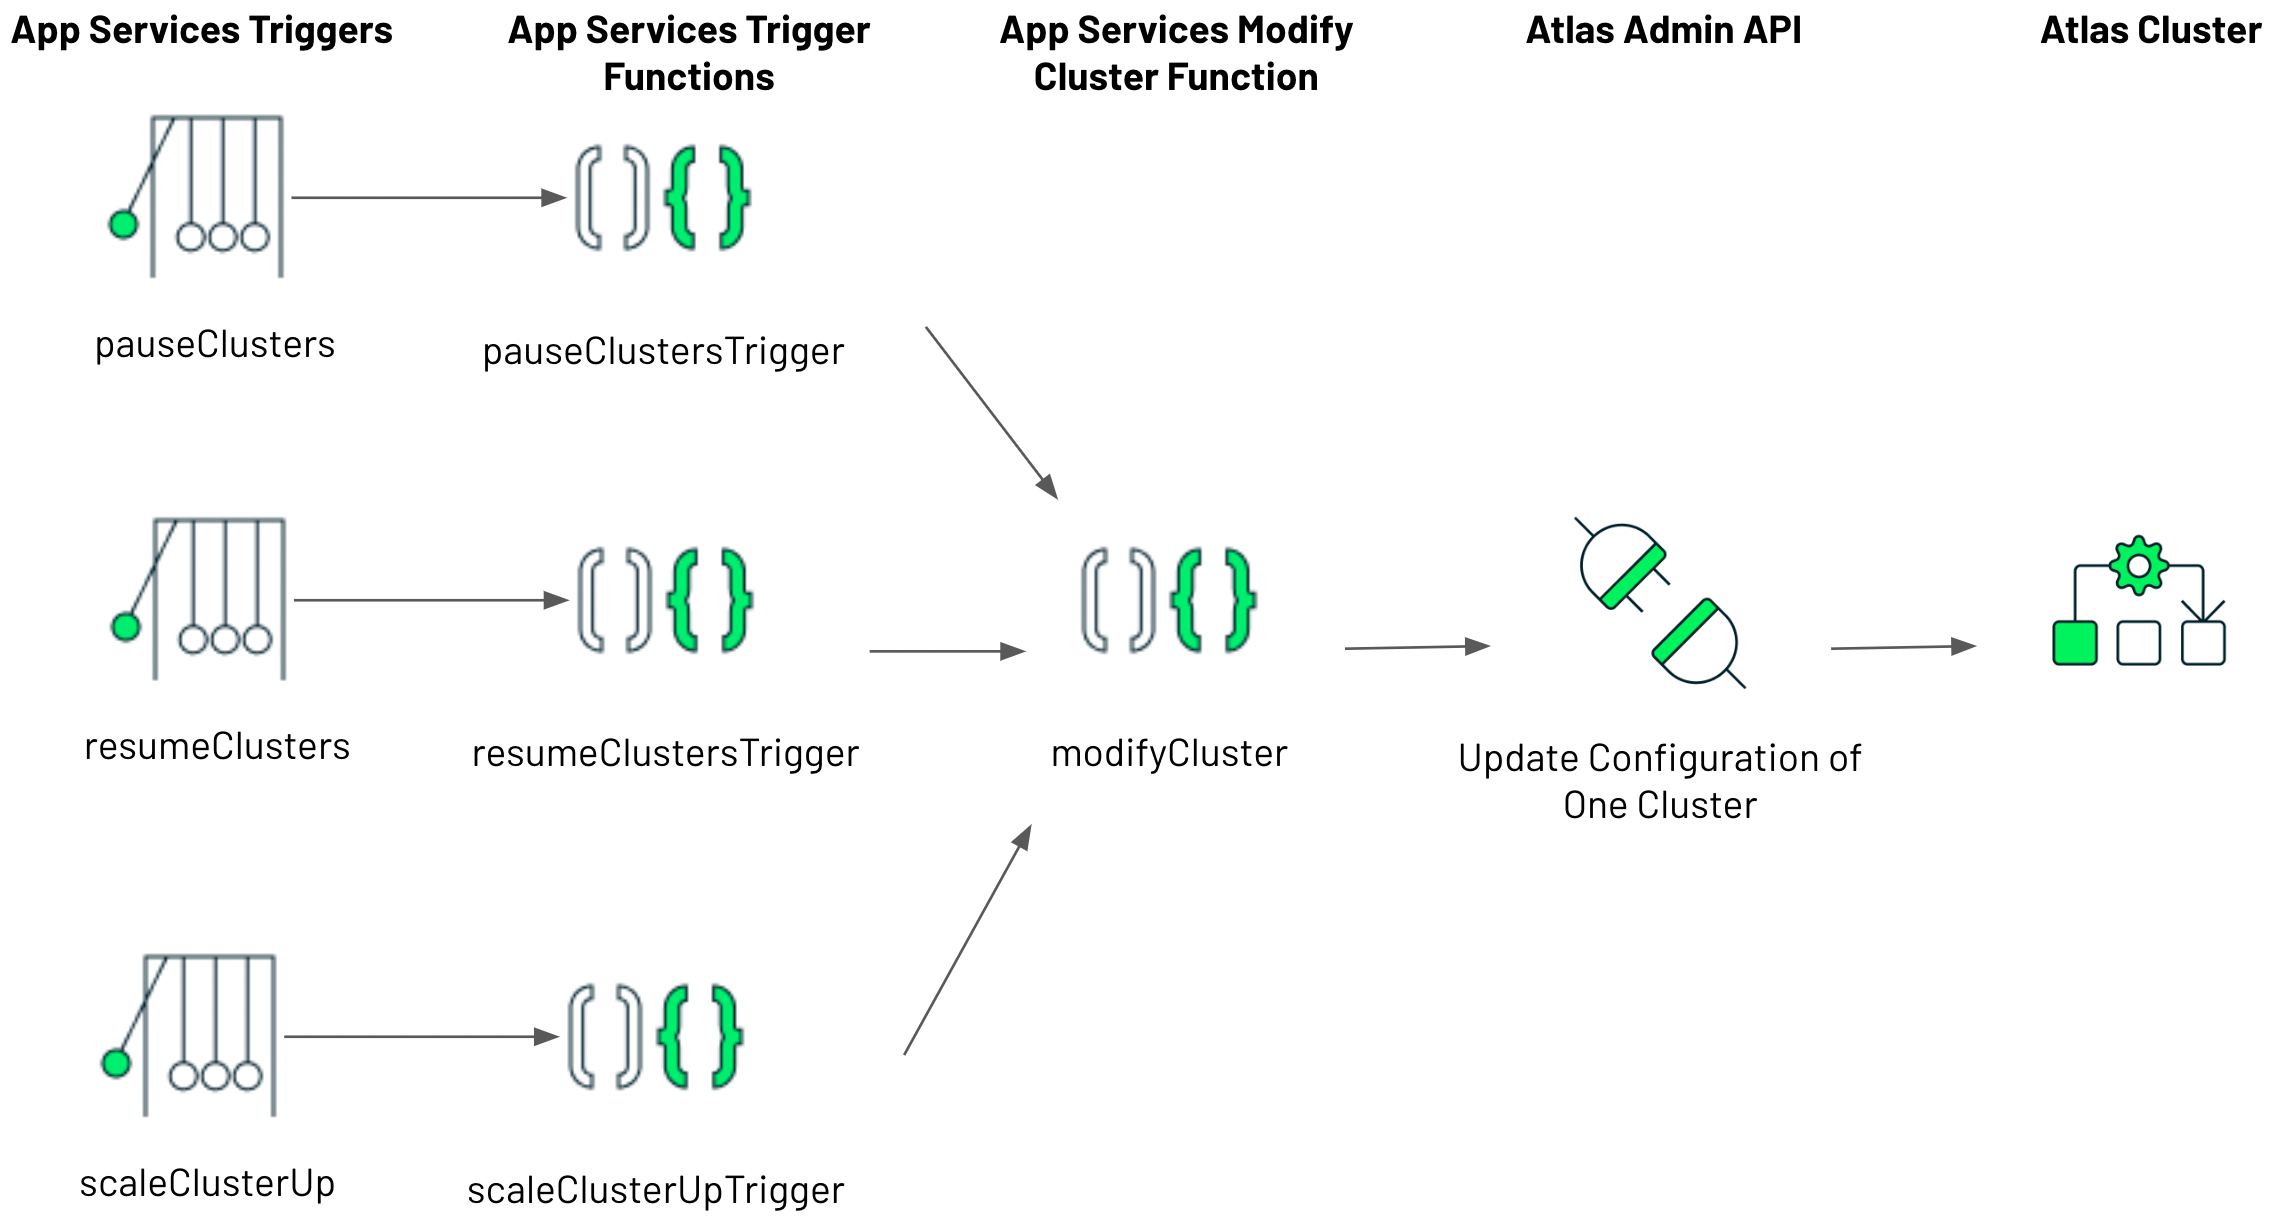 App Services Triggers
App Services Trigger
Functions
App Services Modify
Cluster Function
Atlas Admin API
Atlas Cluster
pauseClusters
pauseClustersTrigger
resumeClusters
resumeClustersTrigger
modifyCluster
Update Configuration of
One Cluster
scaleClusterUp
scaleClusterUpTrigger